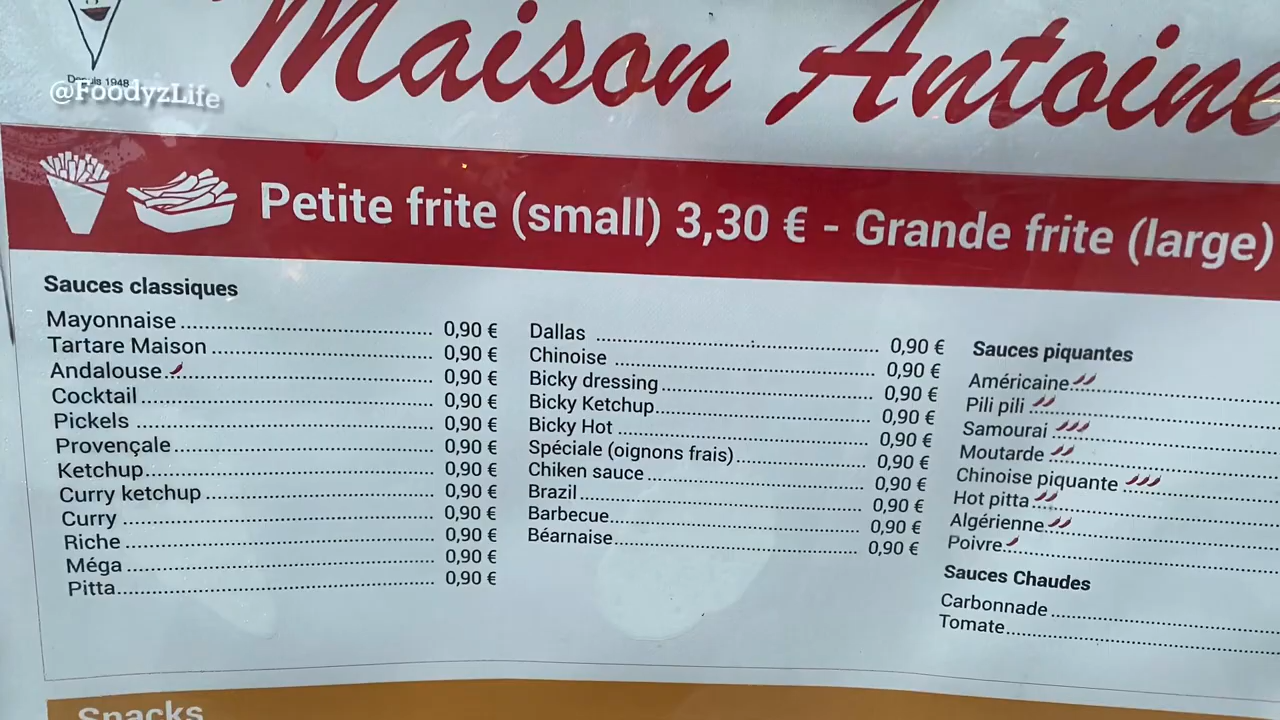 Maison Antoine
Depuis 1948
@FoodyzLife
Petite frite (small) 3,30 € - Grande frite (large)
Sauces classiques
Mayonnaise 0,90 €
Tartare Maison 0,90 €
Andalouse 0,90 €
Cocktail 0,90 €
Pickels 0,90 €
Provençale 0,90 €
Ketchup 0,90 €
Curry ketchup 0,90 €
Curry 0,90 €
Riche 0,90 €
Méga 0,90 €
Pitta 0,90 €
Dallas 0,90 €
Chinoise 0,90 €
Bicky dressing 0,90 €
Bicky Ketchup 0,90 €
Bicky Hot 0,90 €
Spéciale (oignons frais) 0,90 €
Chiken sauce 0,90 €
Brazil 0,90 €
Barbecue 0,90 €
Béarnaise 0,90 €
Sauces piquantes
Américaine
Pili pili
Samourai
Moutarde
Chinoise piquante
Hot pitta
Algérienne
Poivre
Sauces Chaudes
Carbonnade
Tomate
Snacks